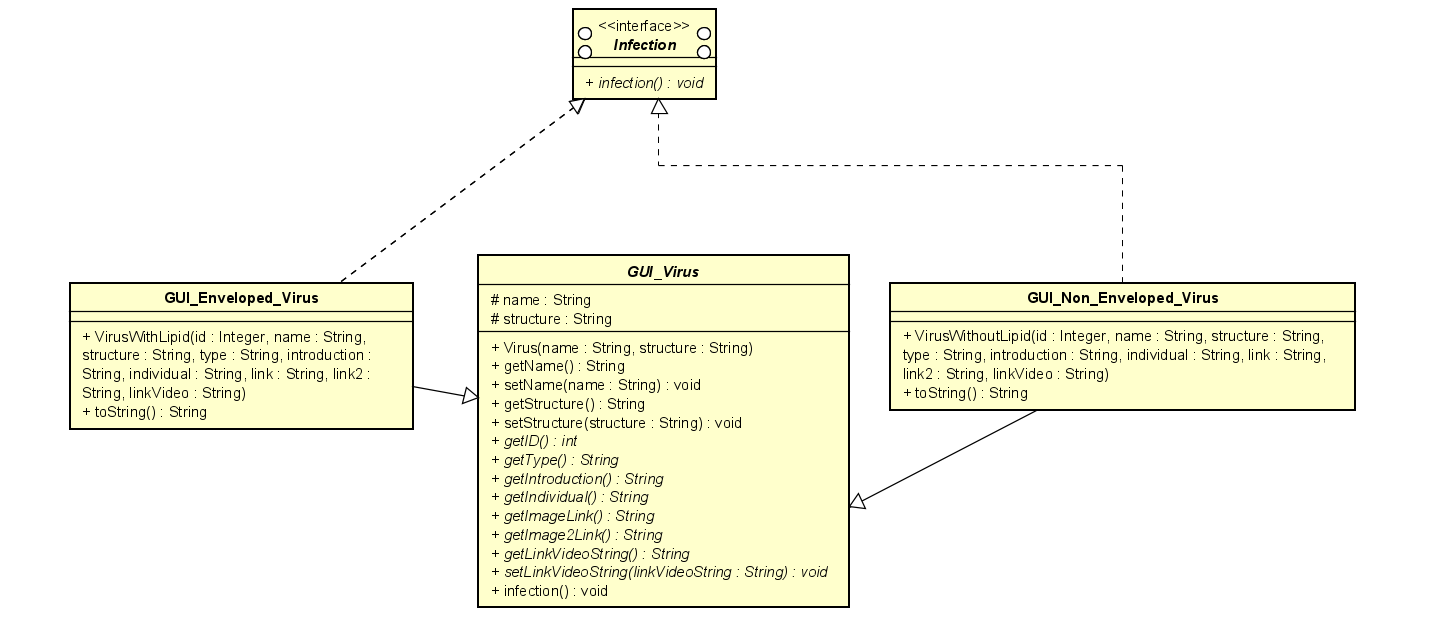 <<interface>>
Infection
+ infection() : void
GUI_Enveloped_Virus
+ VirusWithLipid(id : Integer, name : String,
structure : String, type : String, introduction :
String, individual : String, link : String, link2 :
String, linkVideo : String)
+ toString() : String
GUI_Virus
# name : String
# structure : String
+ Virus(name : String, structure : String)
+ getName() : String
+ setName(name : String) : void
+ getStructure() : String
+ setStructure(structure : String) : void
+ getID() : int
+ getType() : String
+ getIntroduction() : String
+ getIndividual() : String
+ getImageLink() : String
+ getImage2Link() : String
+ getLinkVideoString() : String
+ setLinkVideoString(linkVideoString : String) : void
+ infection() : void
GUI_Non_Enveloped_Virus
+ VirusWithoutLipid(id : Integer, name : String, structure : String,
type : String, introduction : String, individual : String, link : String,
link2 : String, linkVideo : String)
+ toString() : String